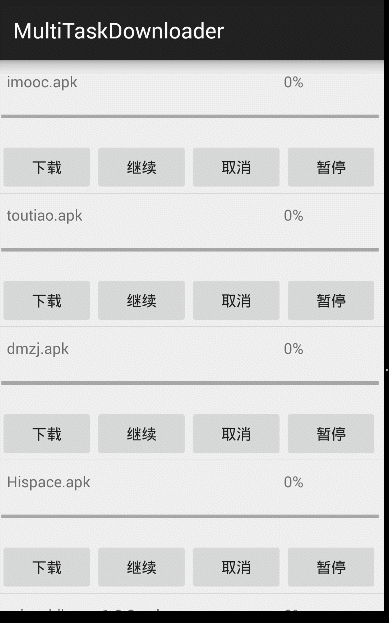 MultiTaskDownloader
imooc.apk 0%
下载 继续 取消 暂停
toutiao.apk 0%
下载 继续 取消 暂停
dmzj.apk 0%
下载 继续 取消 暂停
Hispace.apk 0%
下载 继续 取消 暂停